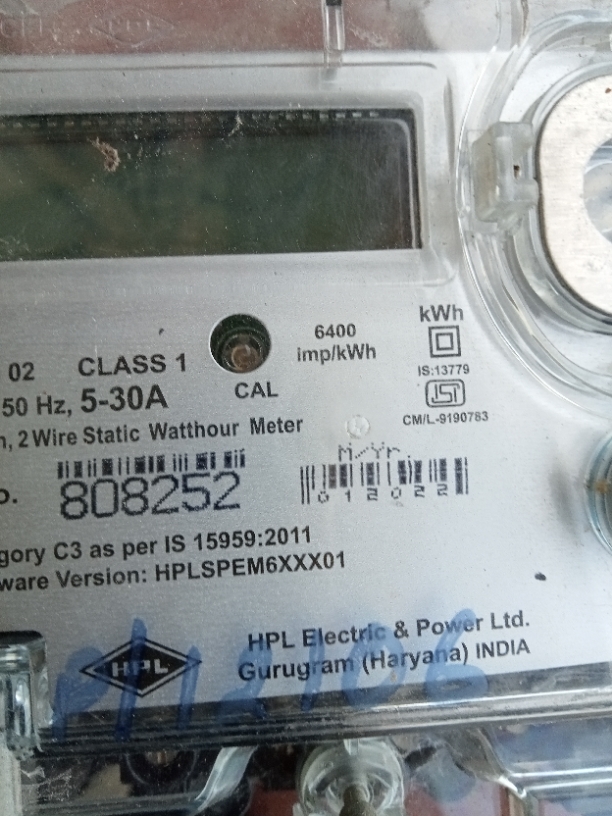 kWh
6400
imp/kWh
02 CLASS 1
IS:13779
CAL
50 Hz, 5-30A
CM/L-9190783
2 Wire Static Watthour Meter
M/Yr.
808252
012022
gory C3 as per IS 15959:2011
ware Version: HPLSPEM6XXX01
HPL Electric & Power Ltd.
HPL
Gurugram (Haryana) INDIA